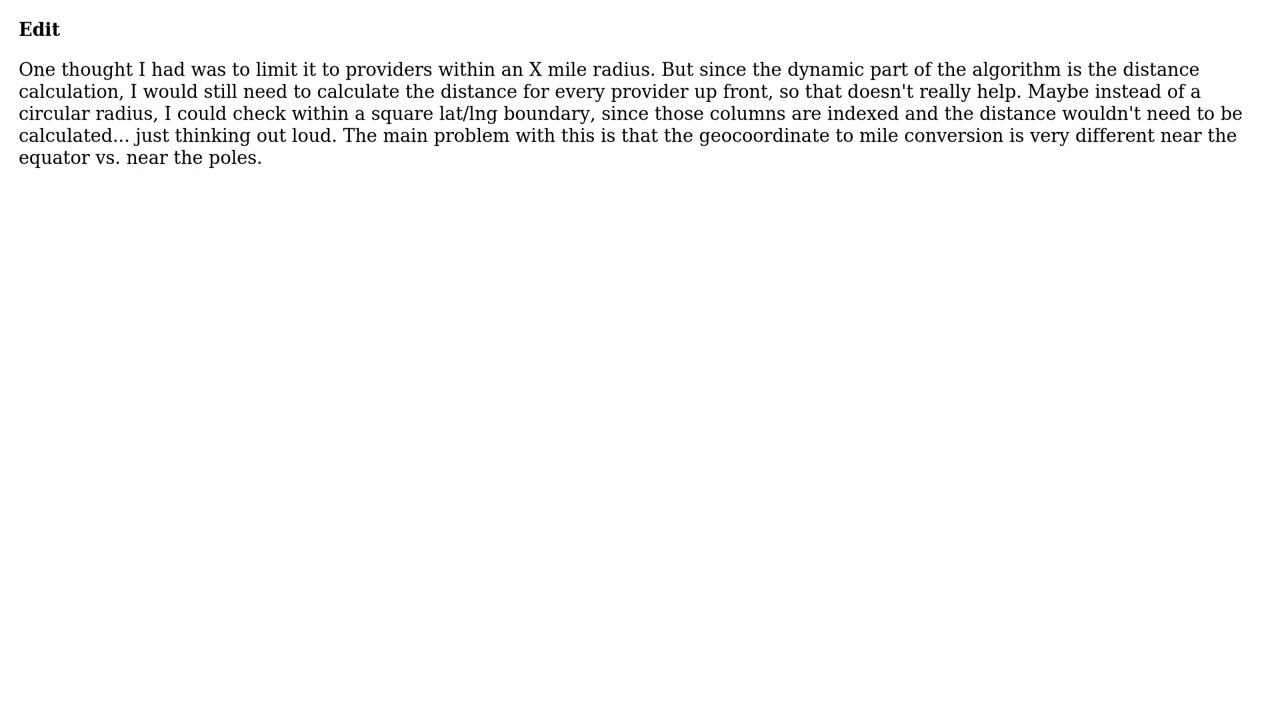 Edit
One thought I had was to limit it to providers within an X mile radius. But since the dynamic part of the algorithm is the distance
calculation, I would still need to calculate the distance for every provider up front, so that doesn't really help. Maybe instead of a
circular radius, I could check within a square lat/lng boundary, since those columns are indexed and the distance wouldn't need to be
calculated... just thinking out loud. The main problem with this is that the geocoordinate to mile conversion is very different near the
equator vs. near the poles.